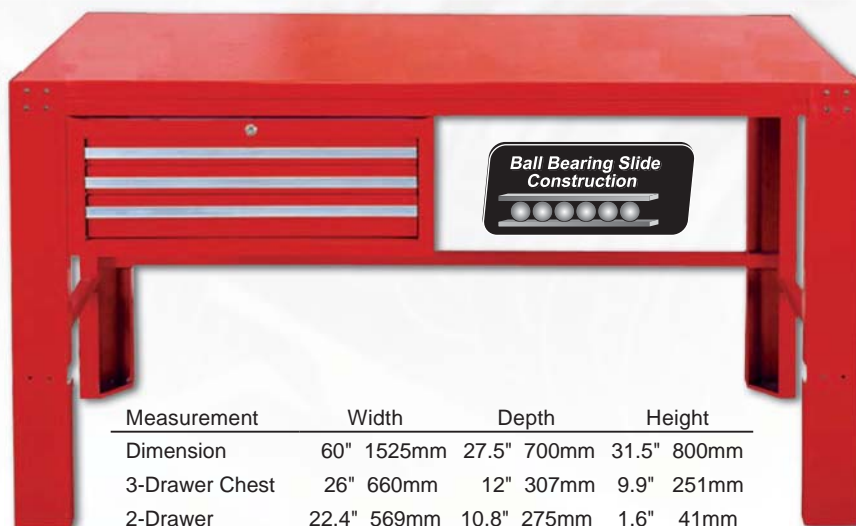 Ball Bearing Slide
Construction
Measurement Width Depth Height
Dimension 60" 1525mm 27.5" 700mm 31.5" 800mm
3-Drawer Chest 26" 660mm 12" 307mm 9.9" 251mm
2-Drawer 22.4" 569mm 10.8" 275mm 1.6" 41mm